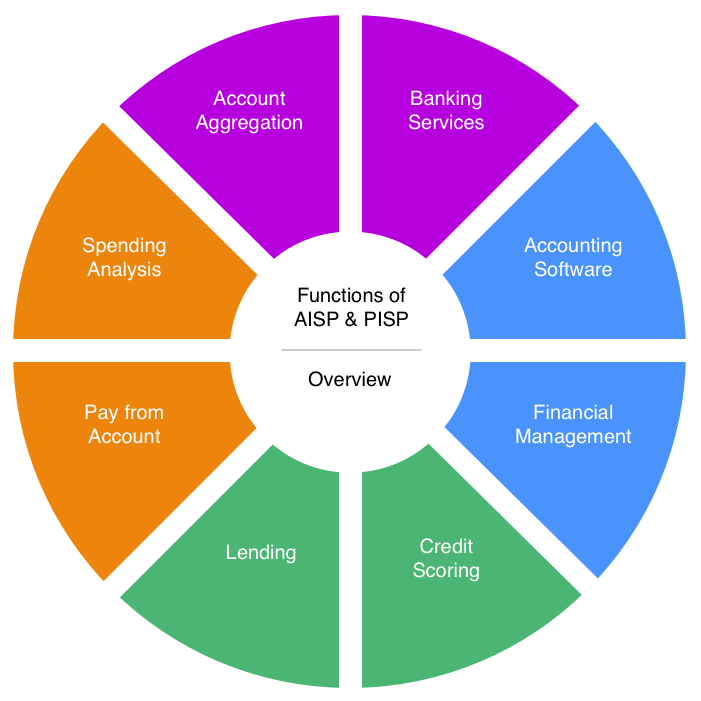 Account
Aggregation
Banking
Services
Spending
Analysis
Accounting
Software
Functions of
AISP & PISP
Overview
Pay from
Account
Financial
Management
Lending
Credit
Scoring